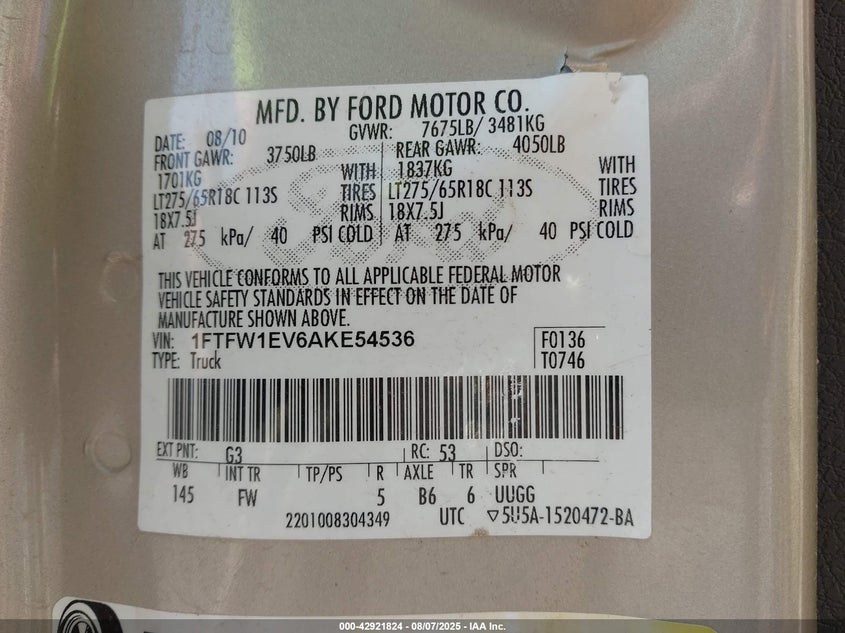 MFD. BY FORD MOTOR CO.
DATE: 08/10 GVWR: 7675LB/ 3481KG
FRONT GAWR: 3750LB REAR GAWR: 4050LB
1701KG WITH 1837KG WITH
LT275/65R18C 113S TIRES LT275/65R18C 113S TIRES
18X7.5J RIMS 18X7.5J RIMS
AT 275 kPa/ 40 PSI COLD AT 275 kPa/ 40 PSI COLD
THIS VEHICLE CONFORMS TO ALL APPLICABLE FEDERAL MOTOR
VEHICLE SAFETY STANDARDS IN EFFECT ON THE DATE OF
MANUFACTURE SHOWN ABOVE.
VIN: 1FTFW1EV6AKE54536 F0136
TYPE: Truck T0746
EXT PNT: G3 RC: 53 DSO:
WB INT TR TP/PS R AXLE TR SPR
145 FW 5 B6 6 UUGG
2201008304349 UTC ▽5U5A-1520472-BA
000-42921824 | 08/07/2025 - IAA Inc.